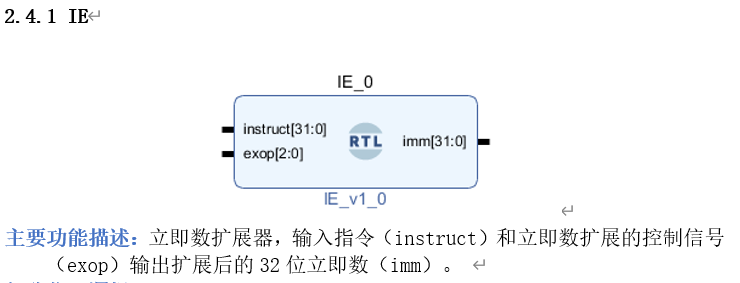 2.4.1 IE↵
IE_0
instruct[31:0]
exop[2:0]
RTL
imm[31:0]
IE_v1_0
↵
主要功能描述：立即数扩展器，输入指令（instruct）和立即数扩展的控制信号
（exop）输出扩展后的 32 位立即数（imm）。 ↵